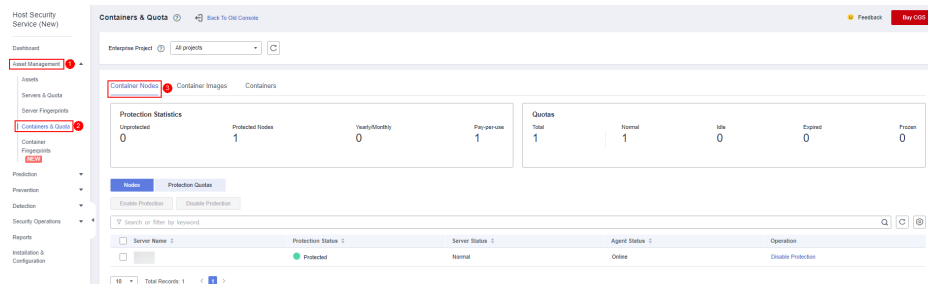 Host Security
Service (New)
Dashboard
Asset Management 1
Assets
Servers & Quota
Server Fingerprints
Containers & Quota 2
Container
Fingerprints
NEW
Prediction
Prevention
Detection
Security Operations
Reports
Installation &
Configuration
Containers & Quota ? Back To Old Console
Feedback Buy CGS
Enterprise Project ? All projects
Container Nodes 3 Container Images Containers
Protection Statistics
Unprotected Protected Nodes Yearly/Monthly Pay-per-use
0 1 0 1
Quotas
Total Normal Idle Expired Frozen
1 1 0 0 0
Nodes Protection Quotas
Enable Protection Disable Protection
Search or filter by keyword.
Server Name Protection Status Server Status Agent Status Operation
Protected Normal Online Disable Protection
10 Total Records: 1 < 1 >